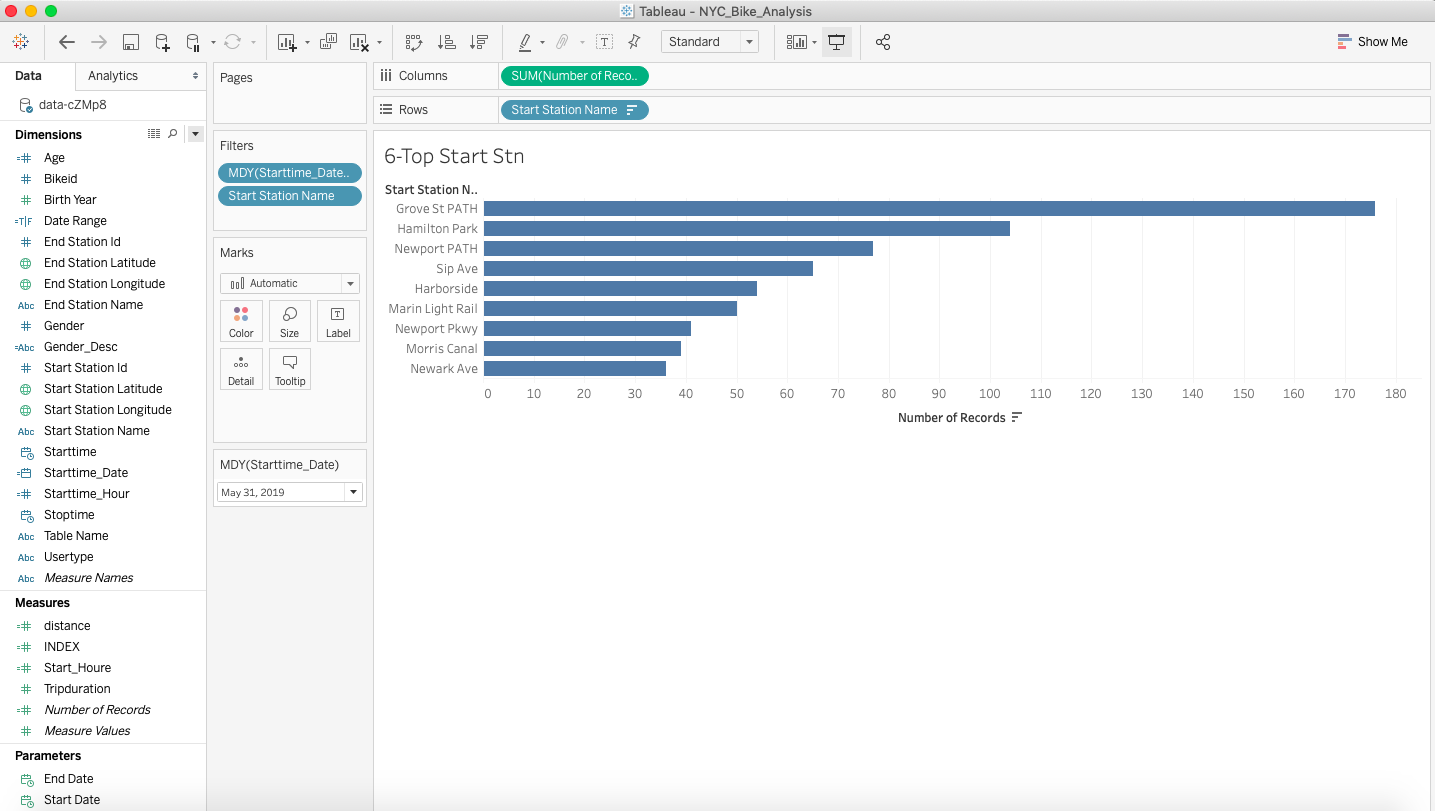 Tableau - NYC_Bike_Analysis
Standard
Show Me
Data
Analytics
data-cZMp8
Dimensions
=# Age
# Bikeid
# Birth Year
=T|F Date Range
# End Station Id
End Station Latitude
End Station Longitude
Abc End Station Name
# Gender
=Abc Gender_Desc
# Start Station Id
Start Station Latitude
Start Station Longitude
Abc Start Station Name
Starttime
Starttime_Date
=# Starttime_Hour
Stoptime
Abc Table Name
Abc Usertype
Abc Measure Names
Measures
=# distance
=# INDEX
=# Start_Houre
# Tripduration
=# Number of Records
# Measure Values
Parameters
End Date
Start Date
Pages
Filters
MDY(Starttime_Date..
Start Station Name
Marks
Automatic
Color
Size
T
Label
Detail
Tooltip
MDY(Starttime_Date)
May 31, 2019
Columns
SUM(Number of Reco..
Rows
Start Station Name
6-Top Start Stn
Start Station N..
Grove St PATH
Hamilton Park
Newport PATH
Sip Ave
Harborside
Marin Light Rail
Newport Pkwy
Morris Canal
Newark Ave
0 10 20 30 40 50 60 70 80 90 100 110 120 130 140 150 160 170 180
Number of Records